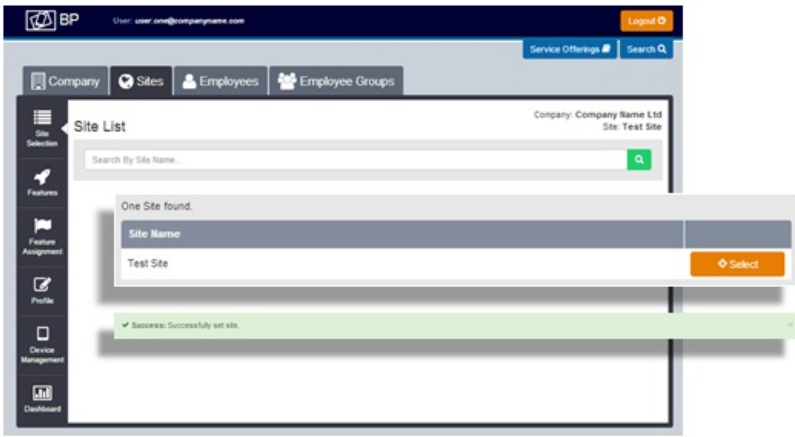 BP
User: user.one@companyname.com
Logout
Service Offerings
Search
Company
Sites
Employees
Employee Groups
Site Selection
Site List
Company: Company Name Ltd
Site: Test Site
Search By Site Name...
Features
One Site found.
Site Name
Feature Assignment
Test Site
Select
Profile
Success: Successfully set site.
×
Device Management
Dashboard